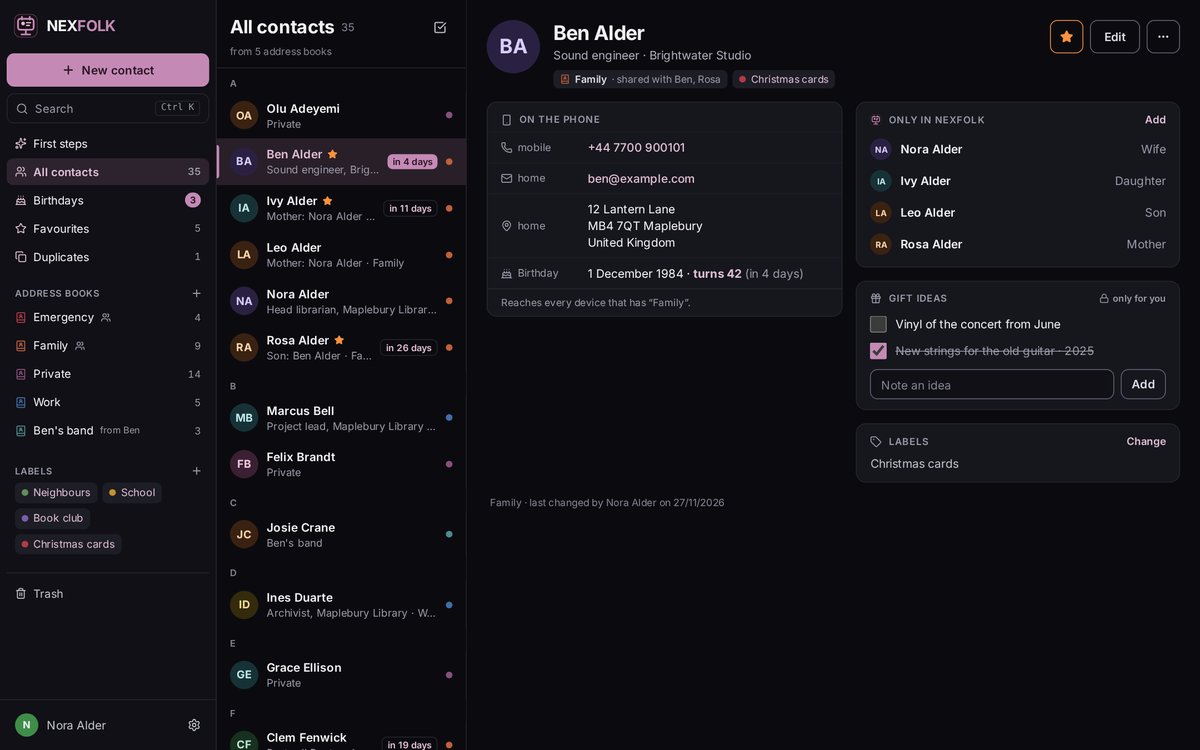 NEXFOLK
New contact
Search Ctrl K
First steps
All contacts 35
Birthdays 3
Favourites 5
Duplicates 1
ADDRESS BOOKS
Emergency 4
Family 9
Private 14
Work 5
Ben's band from Ben 3
LABELS
Neighbours School
Book club
Christmas cards
Trash
N Nora Alder
All contacts 35
from 5 address books
A
OA Olu Adeyemi
Private
BA Ben Alder in 4 days
Sound engineer, Brig...
IA Ivy Alder in 11 days
Mother: Nora Alder ...
LA Leo Alder
Mother: Nora Alder · Family
NA Nora Alder
Head librarian, Maplebury Librar...
RA Rosa Alder in 26 days
Son: Ben Alder · Fa...
B
MB Marcus Bell
Project lead, Maplebury Library ...
FB Felix Brandt
Private
C
JC Josie Crane
Ben's band
D
ID Ines Duarte
Archivist, Maplebury Library · W...
E
GE Grace Ellison
Private
F
CF Clem Fenwick in 19 days
BA Ben Alder
Sound engineer · Brightwater Studio
Family · shared with Ben, Rosa Christmas cards
Edit
ON THE PHONE
mobile +44 7700 900101
home ben@example.com
home 12 Lantern Lane
MB4 7QT Maplebury
United Kingdom
Birthday 1 December 1984 · turns 42 (in 4 days)
Reaches every device that has “Family”.
ONLY IN NEXFOLK Add
NA Nora Alder Wife
IA Ivy Alder Daughter
LA Leo Alder Son
RA Rosa Alder Mother
GIFT IDEAS only for you
Vinyl of the concert from June
New strings for the old guitar · 2025
Note an idea Add
LABELS Change
Christmas cards
Family · last changed by Nora Alder on 27/11/2026